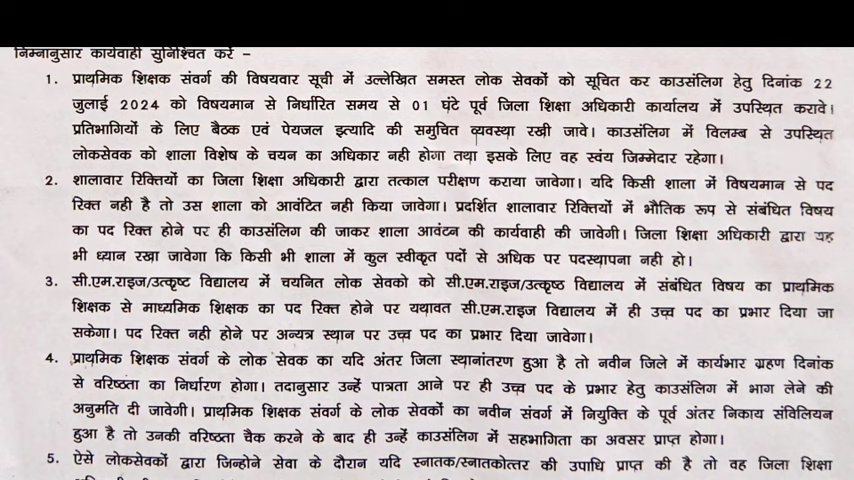 निम्नानुसार कार्यवाही सुनिश्चित करें –
1. प्राथमिक शिक्षक संवर्ग की विषयवार सूची में उल्लेखित समस्त लोक सेवकों को सूचित कर काउसंलिग हेतु दिनांक 22
जुलाई 2024 को विषयमान से निर्धारित समय से 01 घंटे पूर्व जिला शिक्षा अधिकारी कार्यालय में उपस्थित करावे।
प्रतिभागियों के लिए बैठक एवं पेयजल इत्यादि की समुचित व्यवस्था रखी जावे। काउसंलिग में विलम्ब से उपस्थित
लोकसेवक को शाला विशेष के चयन का अधिकार नही होगा तथा इसके लिए वह स्वंय जिम्मेदार रहेगा।
2. शालावार रिक्तियों का जिला शिक्षा अधिकारी द्वारा तत्काल परीक्षण कराया जावेगा। यदि किसी शाला में विषयमान से पद
रिक्त नही है तो उस शाला को आवंटित नही किया जावेगा। प्रदर्शित शालावार रिक्तियों में भौतिक रूप से संबंधित विषय
का पद रिक्त होने पर ही काउसंलिग की जाकर शाला आवंटन की कार्यवाही की जावेगी। जिला शिक्षा अधिकारी द्वारा यह
भी ध्यान रखा जावेगा कि किसी भी शाला में कुल स्वीकृत पदों से अधिक पर पदस्थापना नही हो।
3. सी.एम.राइज/उत्कृष्ट विद्यालय में चयनित लोक सेवको को सी.एम.राइज/उत्कृष्ठ विद्यालय में संबंधित विषय का प्राथमिक
शिक्षक से माध्यमिक शिक्षक का पद रिक्त होने पर यथावत सी.एम.राइज विद्यालय में ही उच्च पद का प्रभार दिया जा
सकेगा। पद रिक्त नही होने पर अन्यत्र स्थान पर उच्च पद का प्रभार दिया जावेगा।
4. प्राथमिक शिक्षक संवर्ग के लोक सेवक का यदि अंतर जिला स्थानांतरण हुआ है तो नवीन जिले में कार्यभार ग्रहण दिनांक
से वरिष्ठता का निर्धारण होगा। तदानुसार उन्हें पात्रता आने पर ही उच्च पद के प्रभार हेतु काउसंलिग में भाग लेने की
अनुमति दी जावेगी। प्राथमिक शिक्षक संवर्ग के लोक सेवकों का नवीन संवर्ग में नियुक्ति के पूर्व अंतर निकाय संविलियन
हुआ है तो उनकी वरिष्ठता चैक करने के बाद ही उन्हें काउसंलिग में सहभागिता का अवसर प्राप्त होगा।
5. ऐसे लोकसेवकों द्वारा जिन्होने सेवा के दौरान यदि स्नातक/स्नातकोत्तर की उपाधि प्राप्त की है तो वह जिला शिक्षा